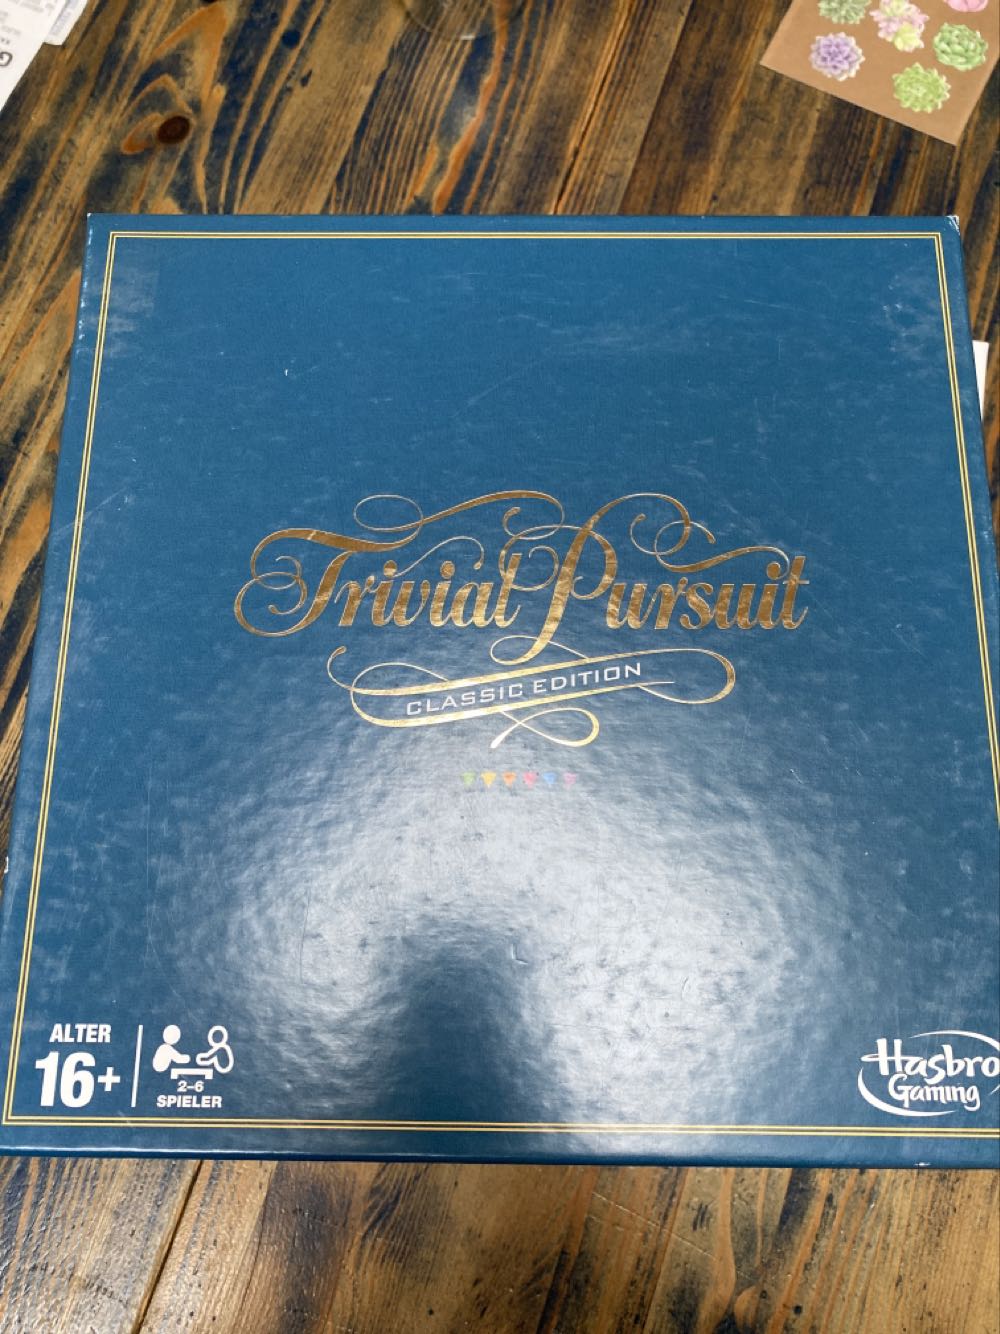 Trivial Pursuit
CLASSIC EDITION
ALTER
16+
2-6
SPIELER
Hasbro
Gaming